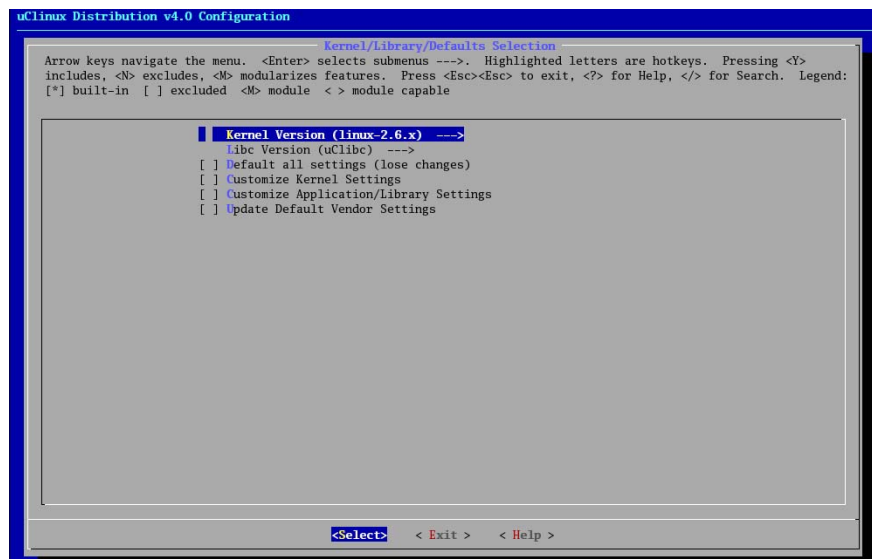 uClinux Distribution v4.0 Configuration
Kernel/Library/Defaults Selection
Arrow keys navigate the menu. <Enter> selects submenus --->. Highlighted letters are hotkeys. Pressing <Y>
includes, <N> excludes, <M> modularizes features. Press <Esc><Esc> to exit, <?> for Help, </> for Search. Legend:
[*] built-in [ ] excluded <M> module < > module capable
Kernel Version (linux-2.6.x) --->
Libc Version (uClibc) --->
[ ] Default all settings (lose changes)
[ ] Customize Kernel Settings
[ ] Customize Application/Library Settings
[ ] Update Default Vendor Settings
<Select> < Exit > < Help >